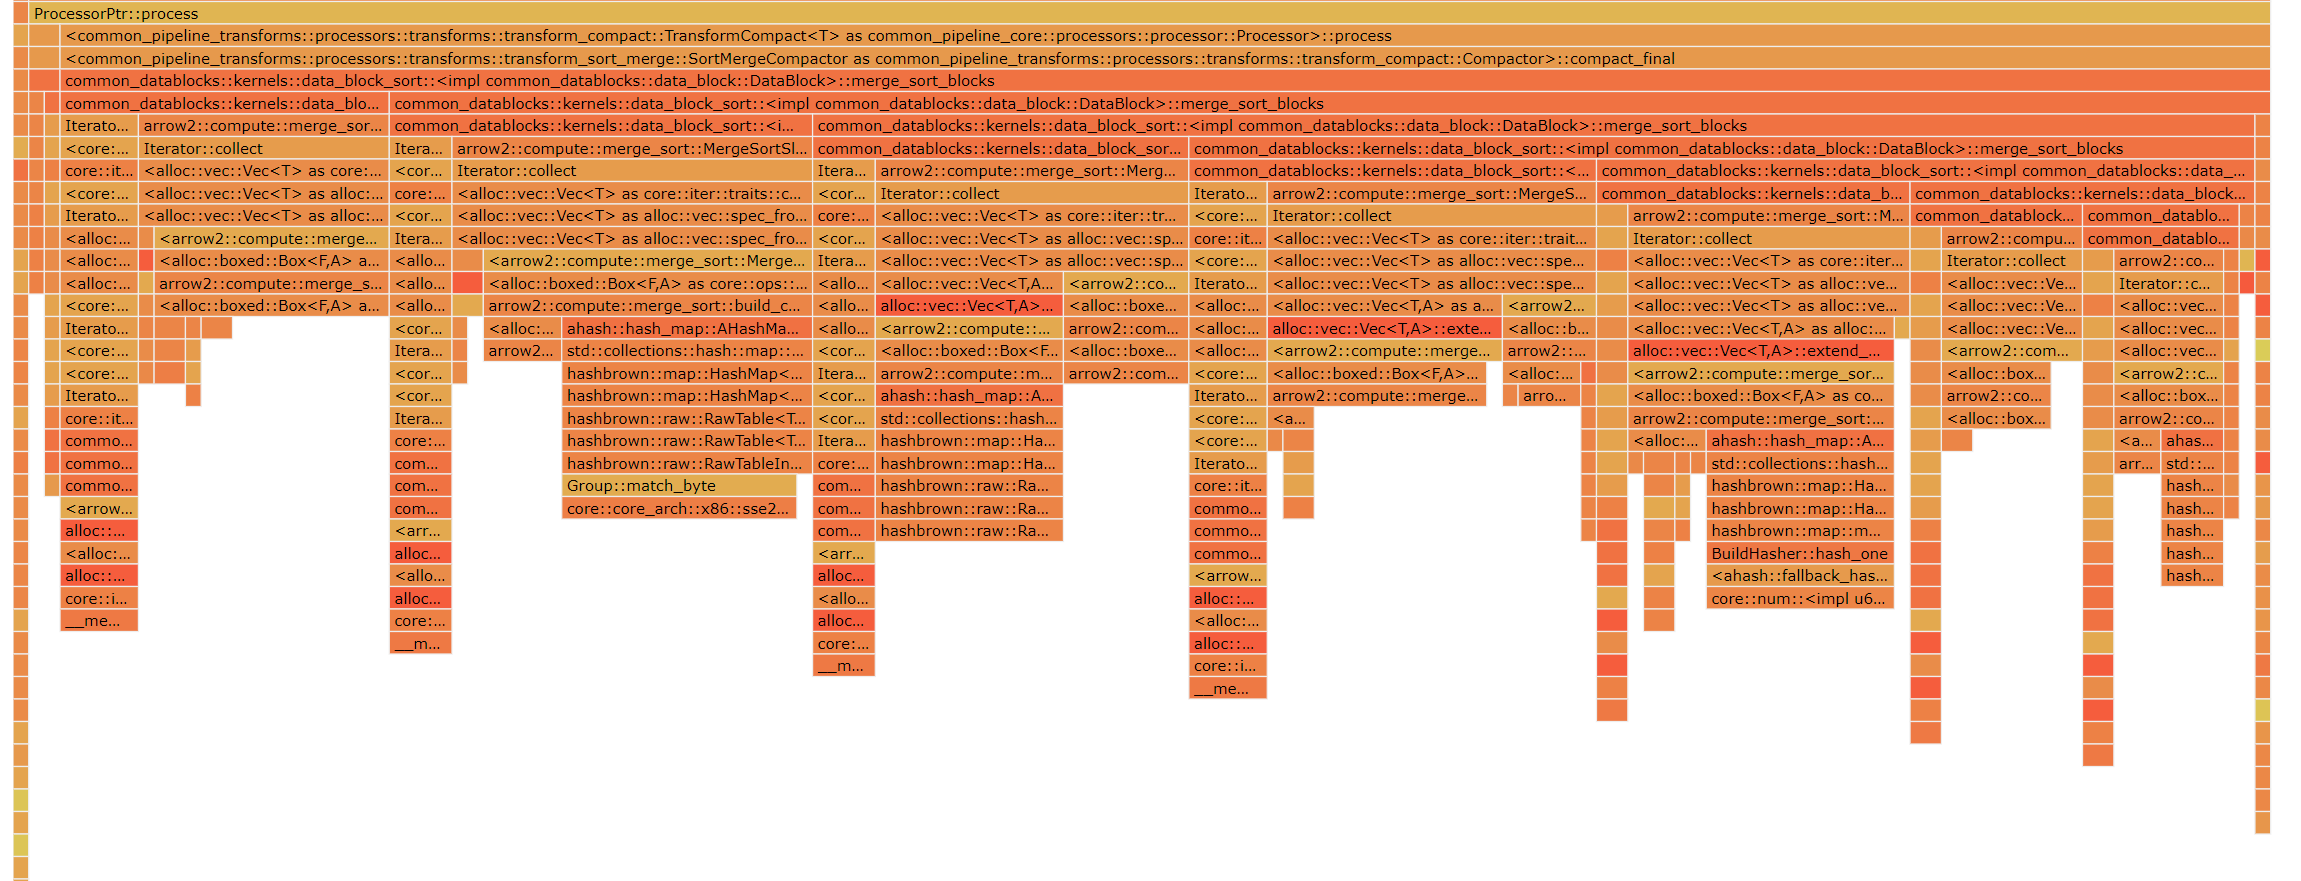 ProcessorPtr::process
<common_pipeline_transforms::processors::transforms::transform_compact::TransformCompact<T> as common_pipeline_core::processors::processor::Processor>::process
<common_pipeline_transforms::processors::transforms::transform_sort_merge::SortMergeCompactor as common_pipeline_transforms::processors::transforms::transform_compact::Compactor>::compact_final
common_datablocks::kernels::data_block_sort::<impl common_datablocks::data_block::DataBlock>::merge_sort_blocks
common_datablocks::kernels::data_blo... common_datablocks::kernels::data_block_sort::<impl common_datablocks::data_block::DataBlock>::merge_sort_blocks
Iterato... arrow2::compute::merge_sor... common_datablocks::kernels::data_block_sort::<i... common_datablocks::kernels::data_block_sort::<impl common_datablocks::data_block::DataBlock>::merge_sort_blocks
<core:... Iterator::collect Itera... arrow2::compute::merge_sort::MergeSortSl... common_datablocks::kernels::data_block_sor... common_datablocks::kernels::data_block_sort::<impl common_datablocks::data_block::DataBlock>::merge_sort_blocks
core::it... <alloc::vec::Vec<T> as core:... <cor... Iterator::collect Itera... arrow2::compute::merge_sort::Merg... common_datablocks::kernels::data_block_sort::<... common_datablocks::kernels::data_block_sort::<impl common_datablocks::data_...
<core:... <alloc::vec::Vec<T> as alloc:... core:... <alloc::vec::Vec<T> as core::iter::traits::c... <cor... Iterator::collect Iterato... arrow2::compute::merge_sort::MergeS... common_datablocks::kernels::data_b... common_datablocks::kernels::data_block...
Iterato... <alloc::vec::Vec<T> as alloc:... <cor... <alloc::vec::Vec<T> as alloc::vec::spec_fro... core:... <alloc::vec::Vec<T> as core::iter::tr... <core:... Iterator::collect arrow2::compute::merge_sort::M... common_datablock... common_datablo...
<alloc:... <arrow2::compute::merge... Itera... <alloc::vec::Vec<T> as alloc::vec::spec_fro... <cor... <alloc::vec::Vec<T> as alloc::vec::sp... core::it... <alloc::vec::Vec<T> as core::iter::trait... Iterator::collect arrow2::compu... common_datablo...
<alloc:... <alloc::boxed::Box<F,A> a... <allo... <arrow2::compute::merge_sort::Merge... Itera... <alloc::vec::Vec<T> as alloc::vec::sp... <core:... <alloc::vec::Vec<T> as alloc::vec::spe... <alloc::vec::Vec<T> as core::iter... Iterator::collect arrow2::co...
<alloc:... arrow2::compute::merge_s... <allo... <alloc::boxed::Box<F,A> as core::ops:... <allo... <alloc::vec::Vec<T,A... <arrow2::co... Iterato... <alloc::vec::Vec<T> as alloc::vec::spe... <alloc::vec::Vec<T> as alloc::ve... <alloc::vec::Ve... Iterator::c...
<core:... <alloc::boxed::Box<F,A> a... <allo... arrow2::compute::merge_sort::build_c... <allo... alloc::vec::Vec<T,A>... <alloc::boxe... <alloc:... <alloc::vec::Vec<T,A> as a... <arrow2... <alloc::vec::Vec<T> as alloc::ve... <alloc::vec::Ve... <alloc::vec...
Iterato... <cor... <alloc:... ahash::hash_map::AHashMa... <allo... <arrow2::compute::... arrow2::com... <alloc:... alloc::vec::Vec<T,A>::exte... <alloc::b... <alloc::vec::Vec<T,A> as alloc:... <alloc::vec::Ve... <alloc::vec...
<core:... Itera... arrow2... std::collections::hash::map::... <cor... <alloc::boxed::Box<F... <alloc::boxe... <alloc:... <arrow2::compute::merge... arrow2::... alloc::vec::Vec<T,A>::extend_... <arrow2::com... <alloc::vec...
<core:... <cor... hashbrown::map::HashMap<... Itera... arrow2::compute::m... arrow2::com... <core:... <alloc::boxed::Box<F,A>... <alloc:... <arrow2::compute::merge_sor... <alloc::box... <arrow2::c...
Iterato... <cor... hashbrown::map::HashMap<... <cor... ahash::hash_map::A... Iterato... arrow2::compute::merge... arro... <alloc::boxed::Box<F,A> as co... arrow2::co... <alloc::box...
core::it... Itera... hashbrown::raw::RawTable<T... <cor... std::collections::hash... <core:... <a... arrow2::compute::merge_sort:... <alloc::box... arrow2::co...
commo... core:... hashbrown::raw::RawTable<T... Itera... hashbrown::map::Ha... <core:... <alloc:... ahash::hash_map::A... <a... ahas...
commo... com... hashbrown::raw::RawTableIn... core:... hashbrown::map::Ha... Iterato... std::collections::hash... arr... std::...
commo... com... Group::match_byte com... hashbrown::raw::Ra... core::it... hashbrown::map::Ha... hash...
<arrow... com... core::core_arch::x86::sse2... com... hashbrown::raw::Ra... commo... hashbrown::map::Ha... hash...
alloc::... <arr... com... hashbrown::raw::Ra... commo... hashbrown::map::m... hash...
<alloc:... alloc... <arr... commo... BuildHasher::hash_one hash...
alloc::... <allo... alloc... <arrow... <ahash::fallback_has... hash...
core::i... alloc... <allo... alloc::... core::num::<impl u6...
__me... core:... alloc... <alloc:...
__m... core:... alloc::...
__m... core::i...
__me...